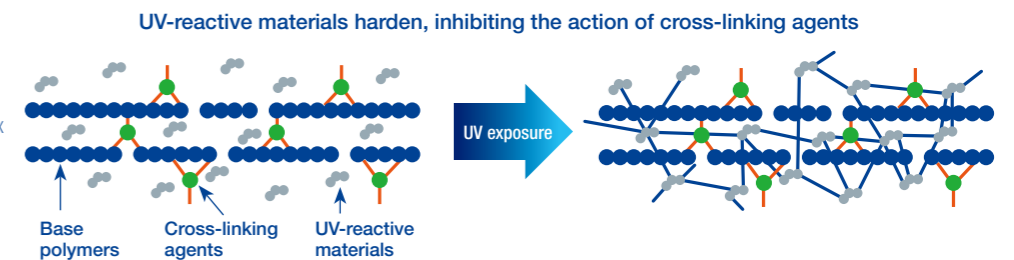 UV-reactive materials harden, inhibiting the action of cross-linking agents
UV exposure
Base
polymers
Cross-linking
agents
UV-reactive
materials